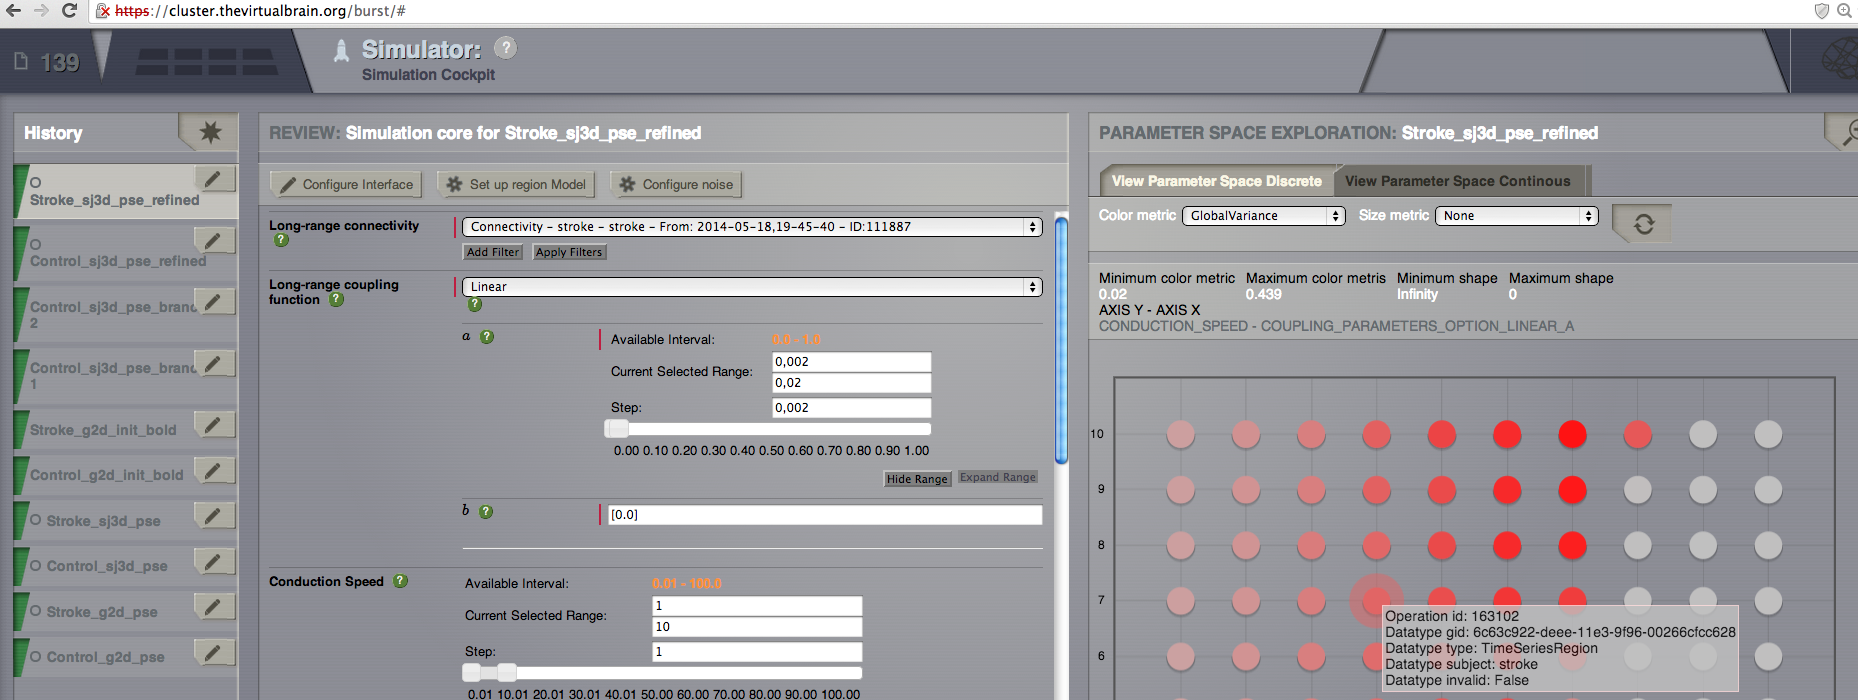 https://cluster.thevirtualbrain.org/burst/#
139
Simulator: ?
Simulation Cockpit
History
Stroke_sj3d_pse_refined
Control_sj3d_pse_refined
Control_sj3d_pse_branc
2
Control_sj3d_pse_branc
1
Stroke_g2d_init_bold
Control_g2d_init_bold
Stroke_sj3d_pse
Control_sj3d_pse
Stroke_g2d_pse
Control_g2d_pse
REVIEW: Simulation core for Stroke_sj3d_pse_refined
Configure Interface
Set up region Model
Configure noise
Long-range connectivity ?
Connectivity - stroke - stroke - From: 2014-05-18,19-45-40 - ID:111887
Add Filter
Apply Filters
Long-range coupling
function ?
Linear
?
a ?
Available Interval: 0.0 - 1.0
Current Selected Range:
0,002
0,02
Step: 0,002
0.00 0.10 0.20 0.30 0.40 0.50 0.60 0.70 0.80 0.90 1.00
Hide Range
Expand Range
b ?
[0.0]
Conduction Speed ?
Available Interval: 0.01 - 100.0
Current Selected Range:
1
10
Step: 1
0.01 10.01 20.01 30.01 40.01 50.00 60.00 70.00 80.00 90.00 100.00
PARAMETER SPACE EXPLORATION: Stroke_sj3d_pse_refined
View Parameter Space Discrete
View Parameter Space Continous
Color metric GlobalVariance
Size metric None
Minimum color metric Maximum color metris Minimum shape Maximum shape
0.02 0.439 Infinity 0
AXIS Y - AXIS X
CONDUCTION_SPEED - COUPLING_PARAMETERS_OPTION_LINEAR_A
10
9
8
7
6
Operation id: 163102
Datatype gid: 6c63c922-deee-11e3-9f96-00266cfcc628
Datatype type: TimeSeriesRegion
Datatype subject: stroke
Datatype invalid: False